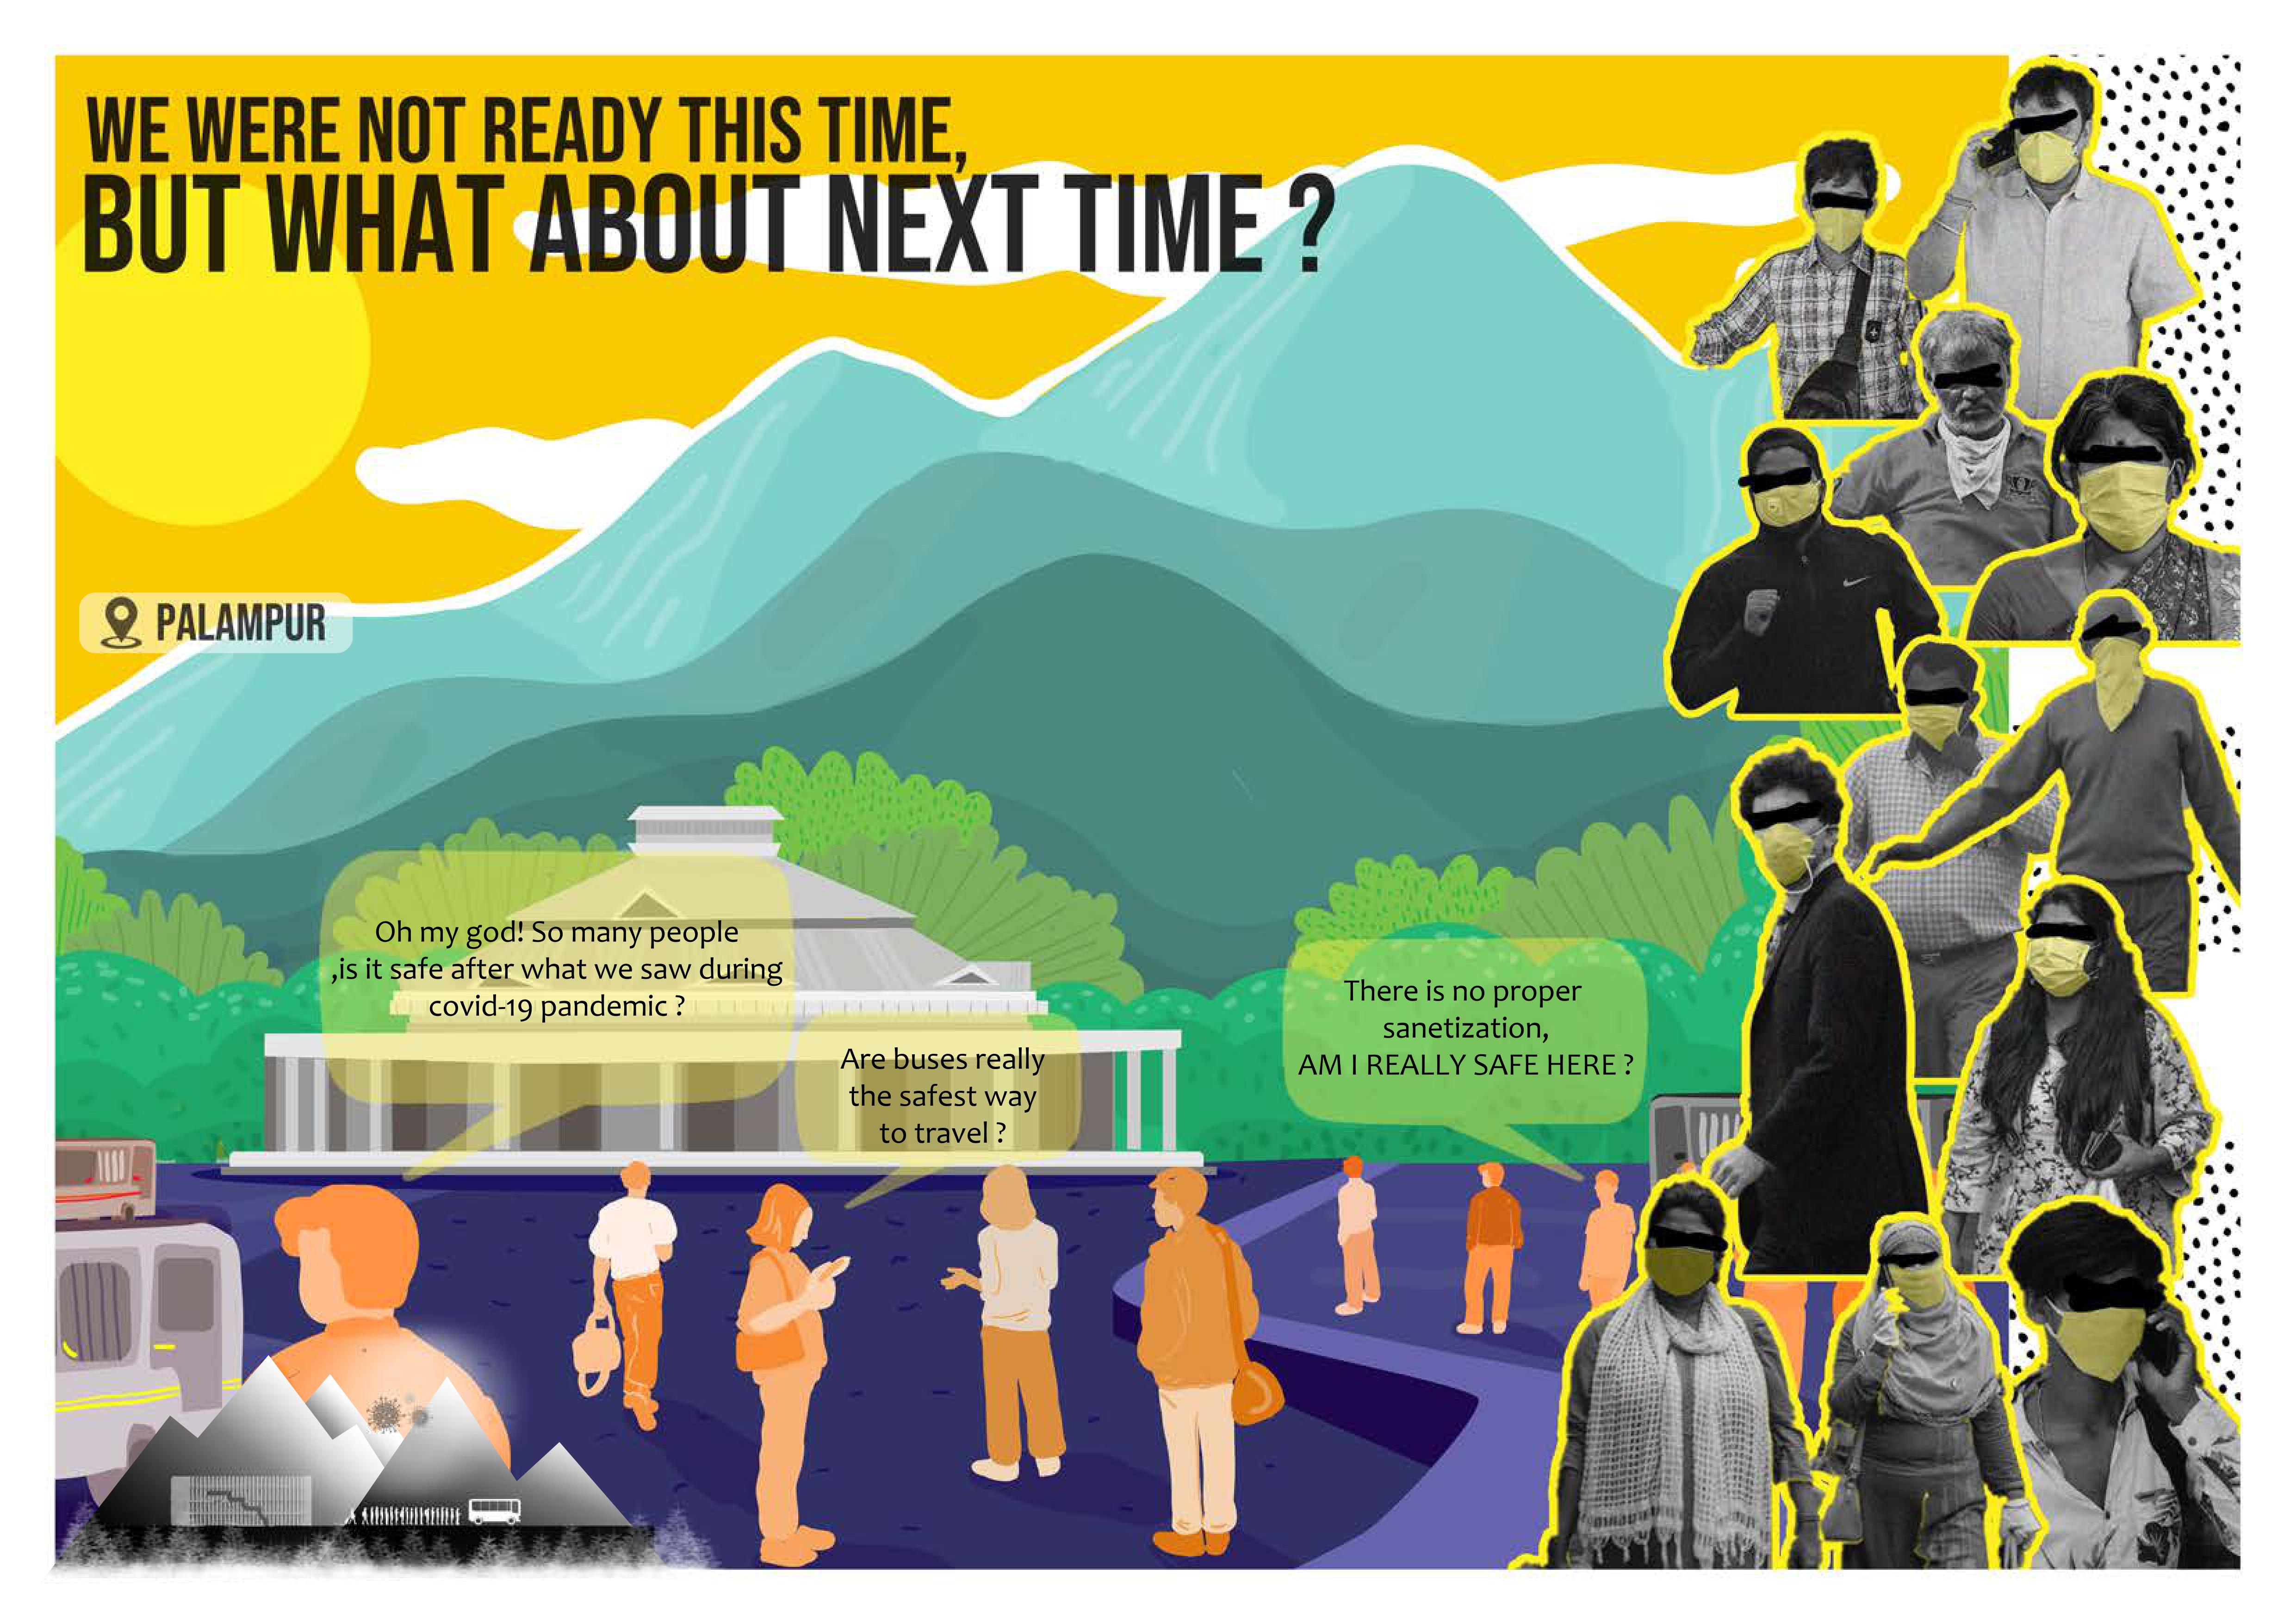 WE WERE NOT READY THIS TIME,
BUT WHAT ABOUT NEXT TIME ?
PALAMPUR
Oh my god! So many people
,is it safe after what we saw during
covid-19 pandemic ?
Are buses really
the safest way
to travel ?
There is no proper
sanetization,
AM I REALLY SAFE HERE ?